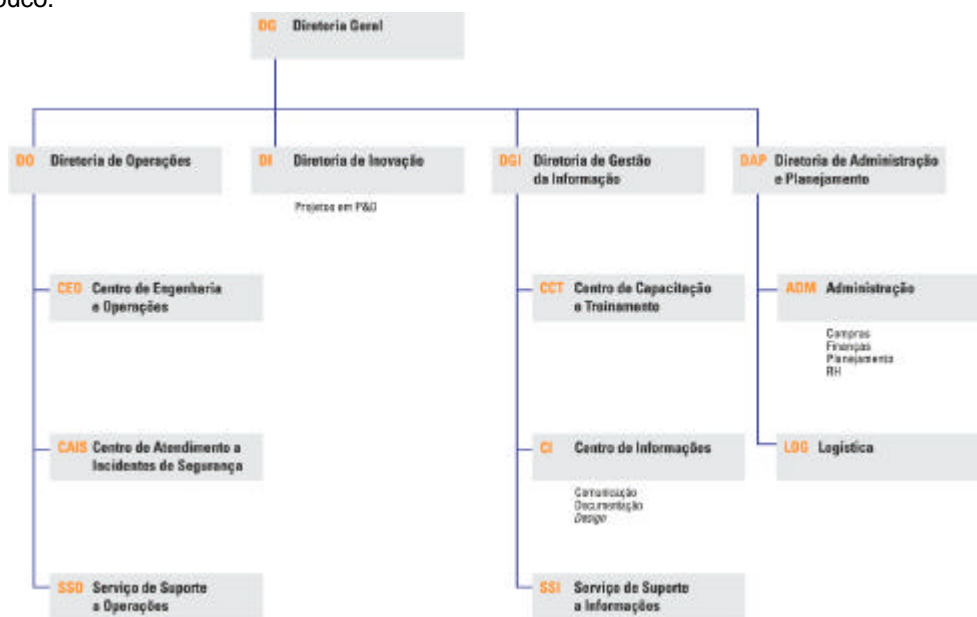 DG Diretoria Geral
DO Diretoria de Operações
DI Diretoria de Inovação
Projetos em P&D
DGI Diretoria de Gestão
da Informação
DAP Diretoria de Administração
e Planejamento
CEO Centro de Engenharia
e Operações
CCT Centro de Capacitação
e Treinamento
ADM Administração
Compras
Finanças
Planejamento
RH
CAIS Centro de Atendimento a
Incidentes de Segurança
CI Centro de Informações
Comunicação
Documentação
Design
LOG Logística
SSO Serviço de Suporte
a Operações
SSI Serviço de Suporte
a Informações